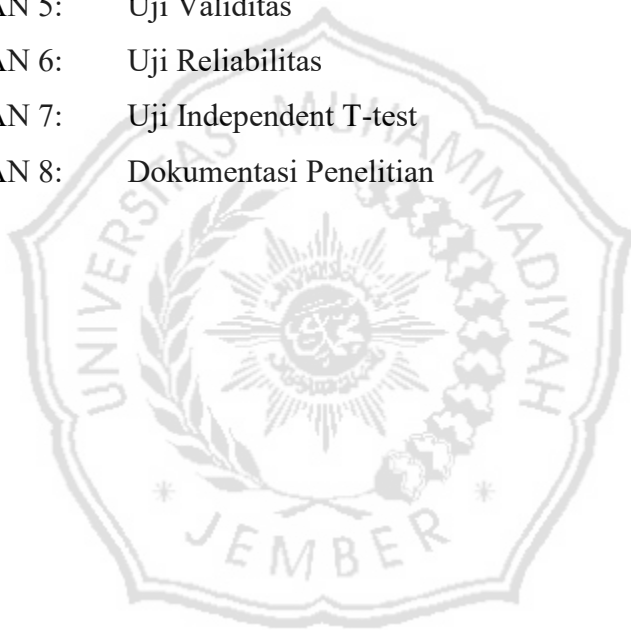 AN 5: Uji Validitas
AN 6: Uji Reliabilitas
AN 7: Uji Independent T-test
AN 8: Dokumentasi Penelitian
UNIVERSITAS MUHAMMADIYAH
* JEMBER *